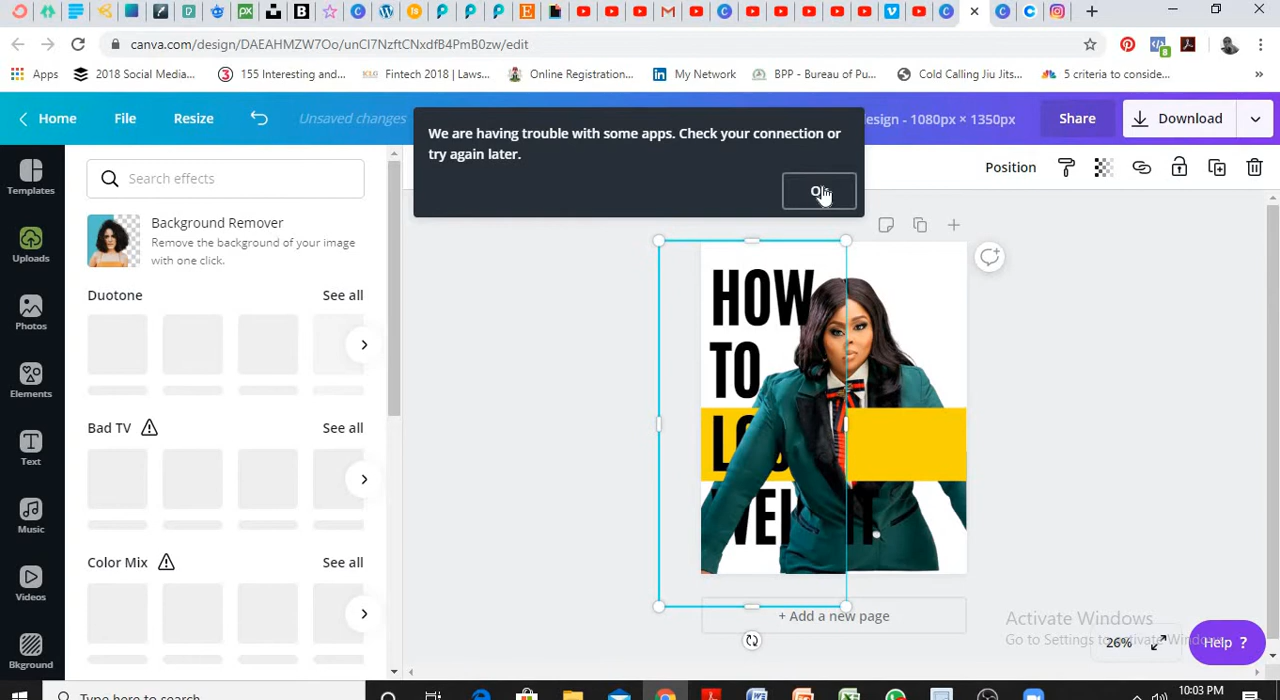 canva.com/design/DAEAHMZW7Oo/unCI7NzftCNxdfB4PmB0zw/edit
8
Apps
2018 Social Media...
155 Interesting and...
Fintech 2018 | Laws...
Online Registration...
My Network
BPP - Bureau of Pu...
Cold Calling Jiu Jits...
5 criteria to conside...
»
Home
File
Resize
Unsaved changes
esign - 1080px × 1350px
Share
Download
We are having trouble with some apps. Check your connection or
try again later.
Templates
Uploads
Photos
Elements
Text
Music
Videos
Bkground
Search effects
Background Remover
Remove the background of your image
with one click.
Duotone
See all
Bad TV
See all
Color Mix
See all
Position
HOW
TO
+ Add a new page
Activate Windows
Go to Settings to activate Windows.
26%
Help ?
Type here to search
10:03 PM